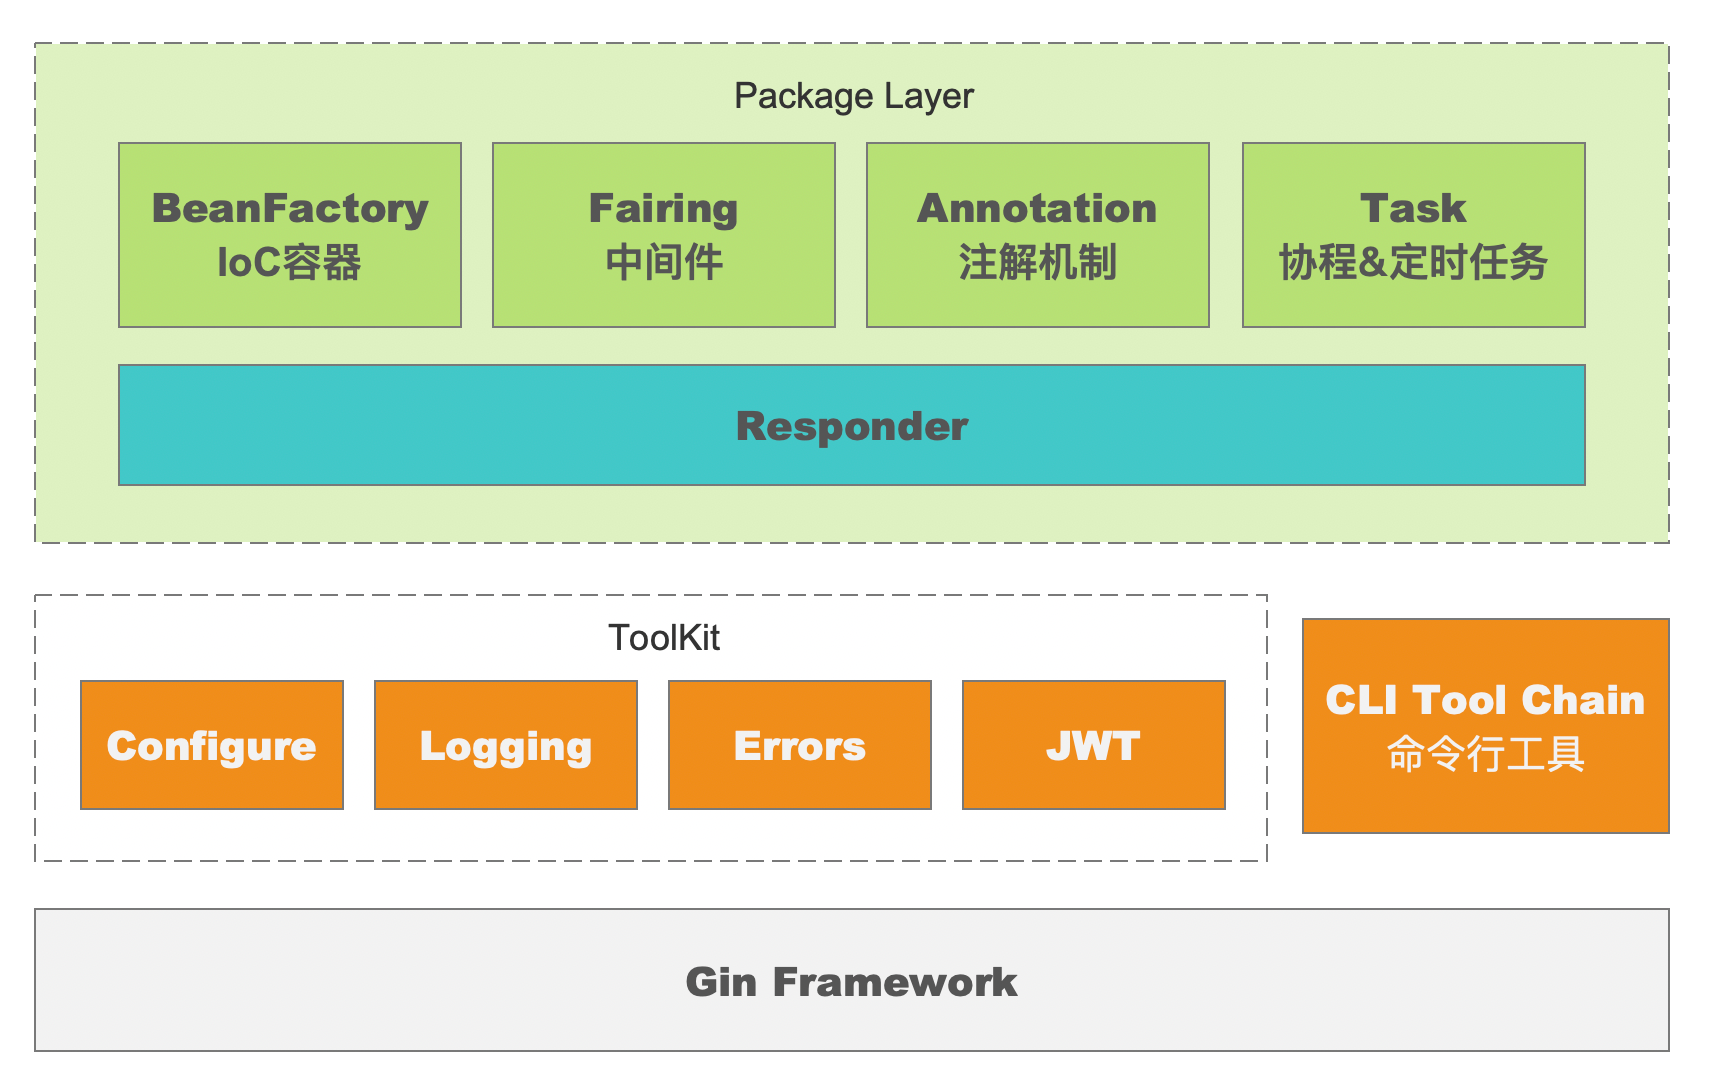 Package Layer
BeanFactory
IoC容器
Fairing
中间件
Annotation
注解机制
Task
协程&定时任务
Responder
ToolKit
Configure
Logging
Errors
JWT
CLI Tool Chain
命令行工具
Gin Framework